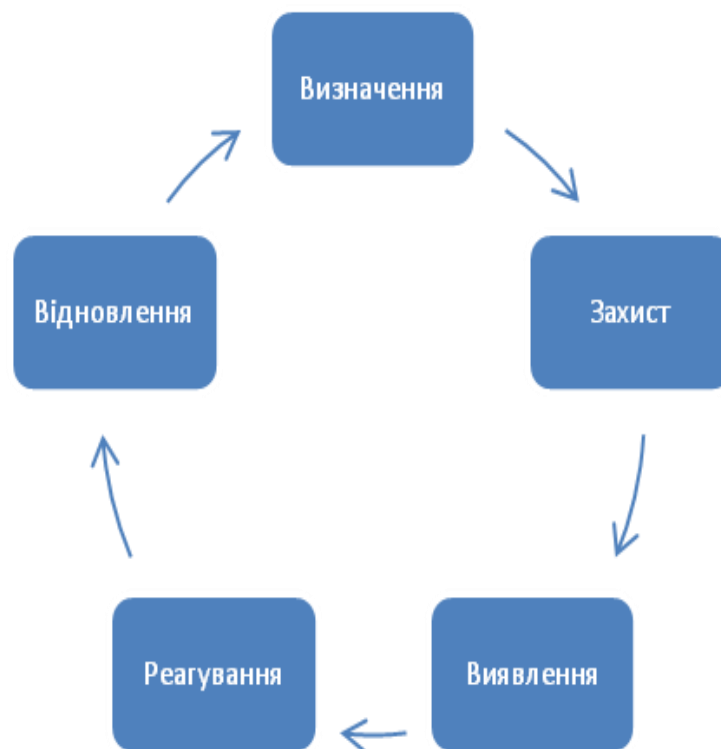 Визначення
Захист
Виявлення
Реагування
Відновлення